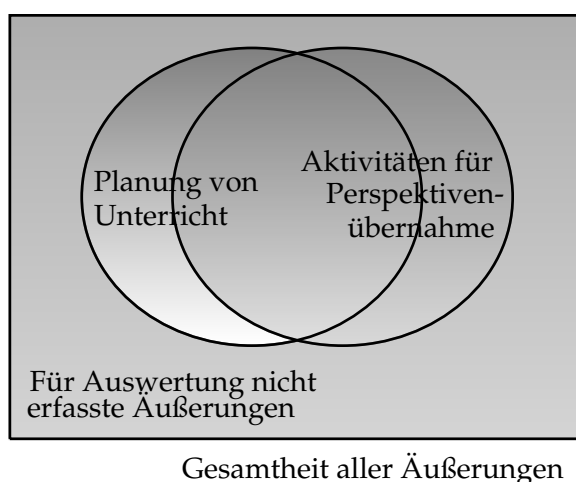 Planung von
Unterricht
Aktivitäten für
Perspektiven-
übernahme
Für Auswertung nicht
erfasste Äußerungen
Gesamtheit aller Äußerungen